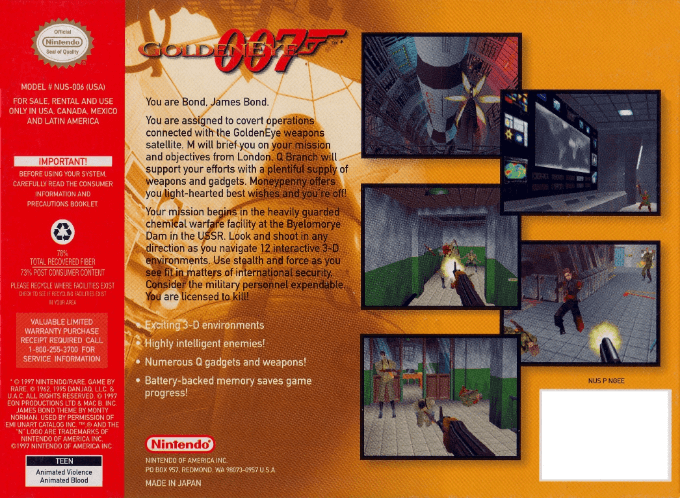 Official
Nintendo
Seal of Quality
MODEL # NUS-006 (USA)
FOR SALE, RENTAL AND USE
ONLY IN USA, CANADA, MEXICO
AND LATIN AMERICA
IMPORTANT!
BEFORE USING YOUR SYSTEM,
CAREFULLY READ THE CONSUMER
INFORMATION AND
PRECAUTIONS BOOKLET
78%
TOTAL RECOVERED FIBER
73% POST CONSUMER CONTENT
PLEASE RECYCLE WHERE FACILITIES EXIST
IN YOUR AREA
VALUABLE LIMITED
WARRANTY PURCHASE
RECEIPT REQUIRED CALL
1-800-255-3700 FOR
SERVICE INFORMATION
© 1997 NINTENDO/RARE. GAME BY
RARE. © 1962, 1995 DANJAQ, LLC. &
U.A.C. ALL RIGHTS RESERVED. © 1997
EON PRODUCTIONS LTD & MAC B. INC.
JAMES BOND THEME BY MONTY
NORMAN. USED BY PERMISSION OF
EMI UNART CATALOG INC. ™,® AND THE
"N" LOGO ARE TRADEMARKS OF
NINTENDO OF AMERICA INC.
©1997 NINTENDO OF AMERICA INC.
TEEN
Animated Violence
Animated Blood
GOLDENEYE 007
You are Bond, James Bond.
You are assigned to covert operations
connected with the GoldenEye weapons
satellite. M will brief you on your mission
and objectives from London. Q Branch will
support your efforts with a plentiful supply of
weapons and gadgets. Moneypenny offers
you light-hearted best wishes and you're off!
Your mission begins in the heavily guarded
chemical warfare facility at the Byelomorye
Dam in the USSR. Look and shoot in any
direction as you navigate 12 interactive 3-D
environments. Use stealth and force as you
see fit in matters of international security.
Consider the military personnel expendable.
You are licensed to kill!
• Exciting 3-D environments
• Highly intelligent enemies!
• Numerous Q gadgets and weapons!
• Battery-backed memory saves game
progress!
Nintendo®
NINTENDO OF AMERICA INC.
PO BOX 957, REDMOND, WA 98073-0957 U.S.A.
MADE IN JAPAN
NUS P NGEE